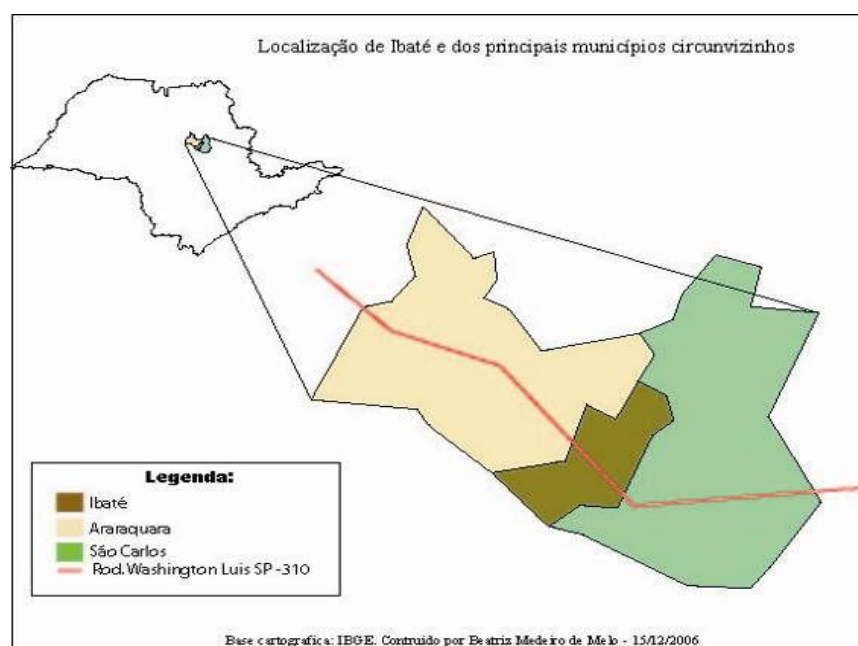 Localização de Ibaté e dos principais municípios circunvizinhos
Legenda:
Ibaté
Araraquara
São Carlos
Rod. Washington Luis SP -310
Base cartografica: IBGE. Contruido por Beatriz Medeiro de Melo - 15/12/2006